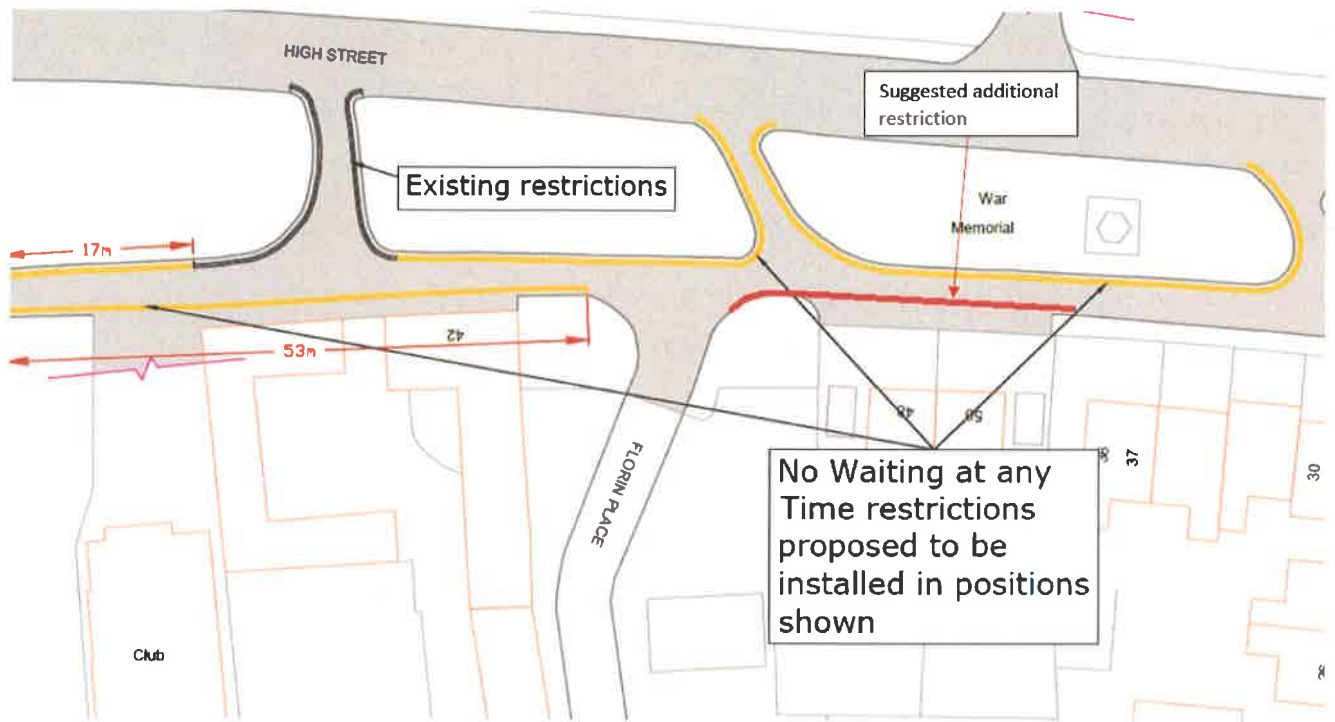 HIGH STREET
Suggested additional
restriction
Existing restrictions
War
Memorial
17m
53m
42
48
50
37
30
FLORIN PLACE
No Waiting at any
Time restrictions
proposed to be
installed in positions
shown
Club